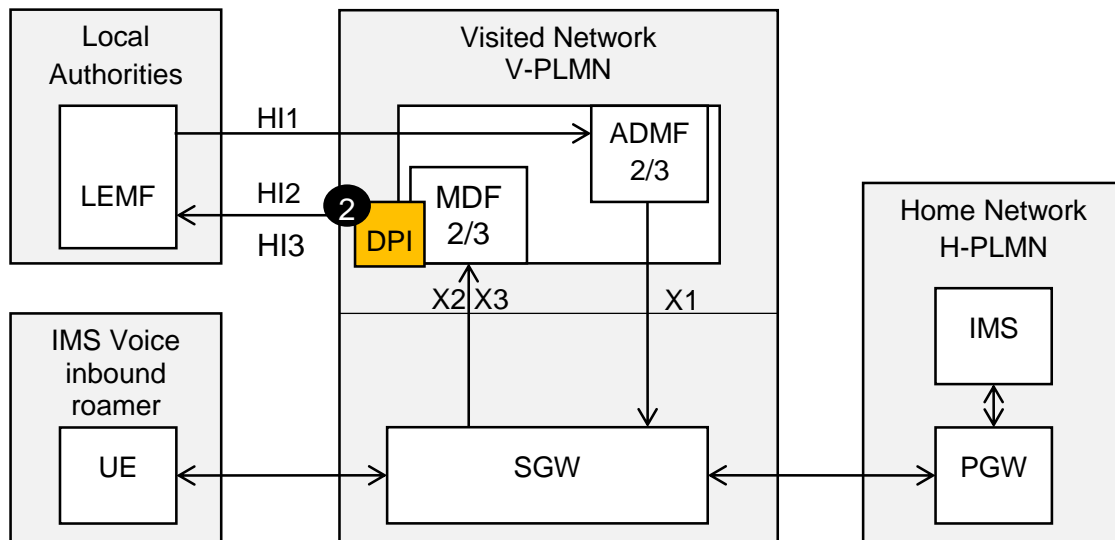 Local
Authorities
LEMF
HI1
HI2
HI3
Visited Network
V-PLMN
ADMF
2/3
MDF
2/3
2
DPI
X2 X3
X1
Home Network
H-PLMN
IMS
PGW
IMS Voice
inbound
roamer
UE
SGW